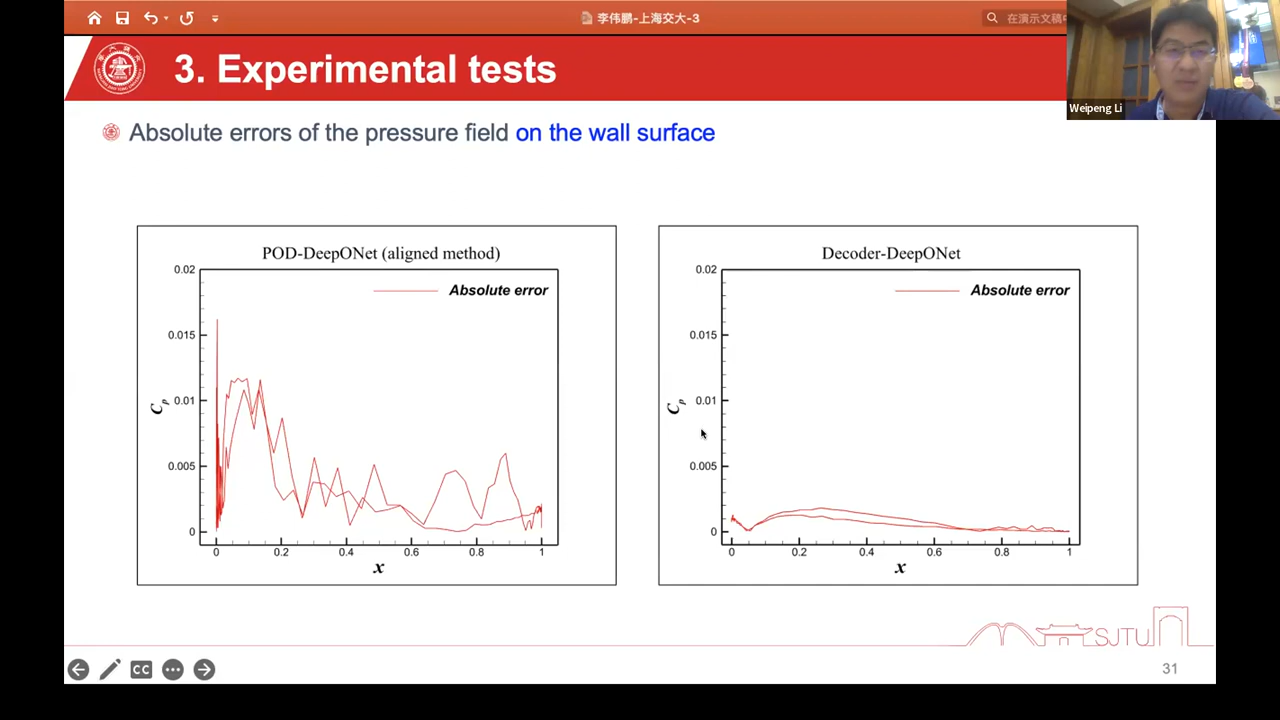 李伟鹏-上海交大-3
在演示文稿中
Weipeng Li
3. Experimental tests
Absolute errors of the pressure field on the wall surface
POD-DeepONet (aligned method)
0.02
0.015
0.01
0.005
0
Absolute error
Cp
0 0.2 0.4 0.6 0.8 1
x
Decoder-DeepONet
0.02
0.015
0.01
0.005
0
Absolute error
Cp
0 0.2 0.4 0.6 0.8 1
x
SJTU
CC
31